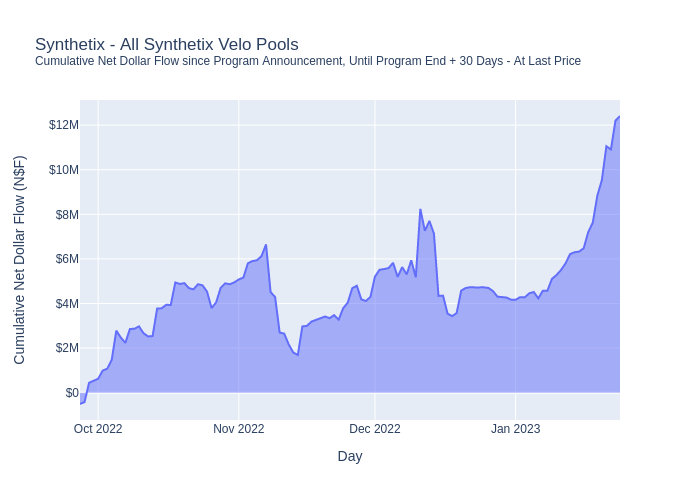 Synthetix - All Synthetix Velo Pools
Cumulative Net Dollar Flow since Program Announcement, Until Program End + 30 Days - At Last Price
Cumulative Net Dollar Flow (N$F)
$12M
$10M
$8M
$6M
$4M
$2M
$0
Oct 2022
Nov 2022
Dec 2022
Jan 2023
Day